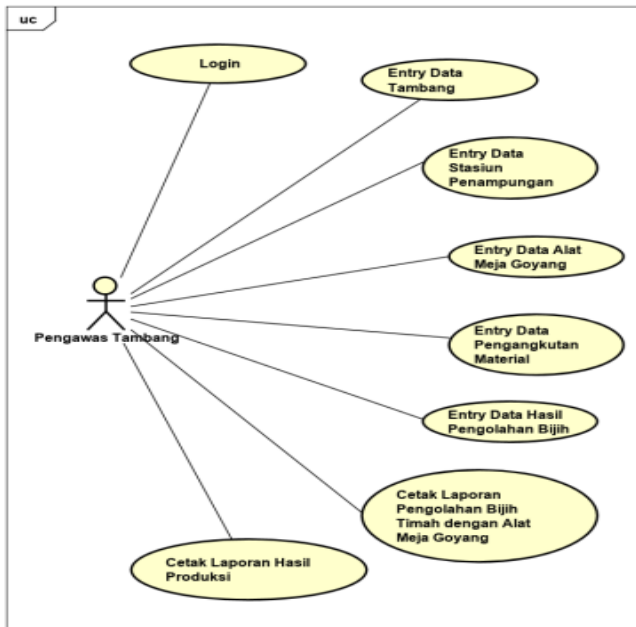 uc
Login
Entry Data
Tambang
Entry Data
Stasiun
Penampungan
Entry Data Alat
Meja Goyang
Pengawas Tambang
Entry Data
Pengangkutan
Material
Entry Data Hasil
Pengolahan Bijih
Cetak Laporan
Pengolahan Bijih
Timah dengan Alat
Meja Goyang
Cetak Laporan Hasil
Produksi